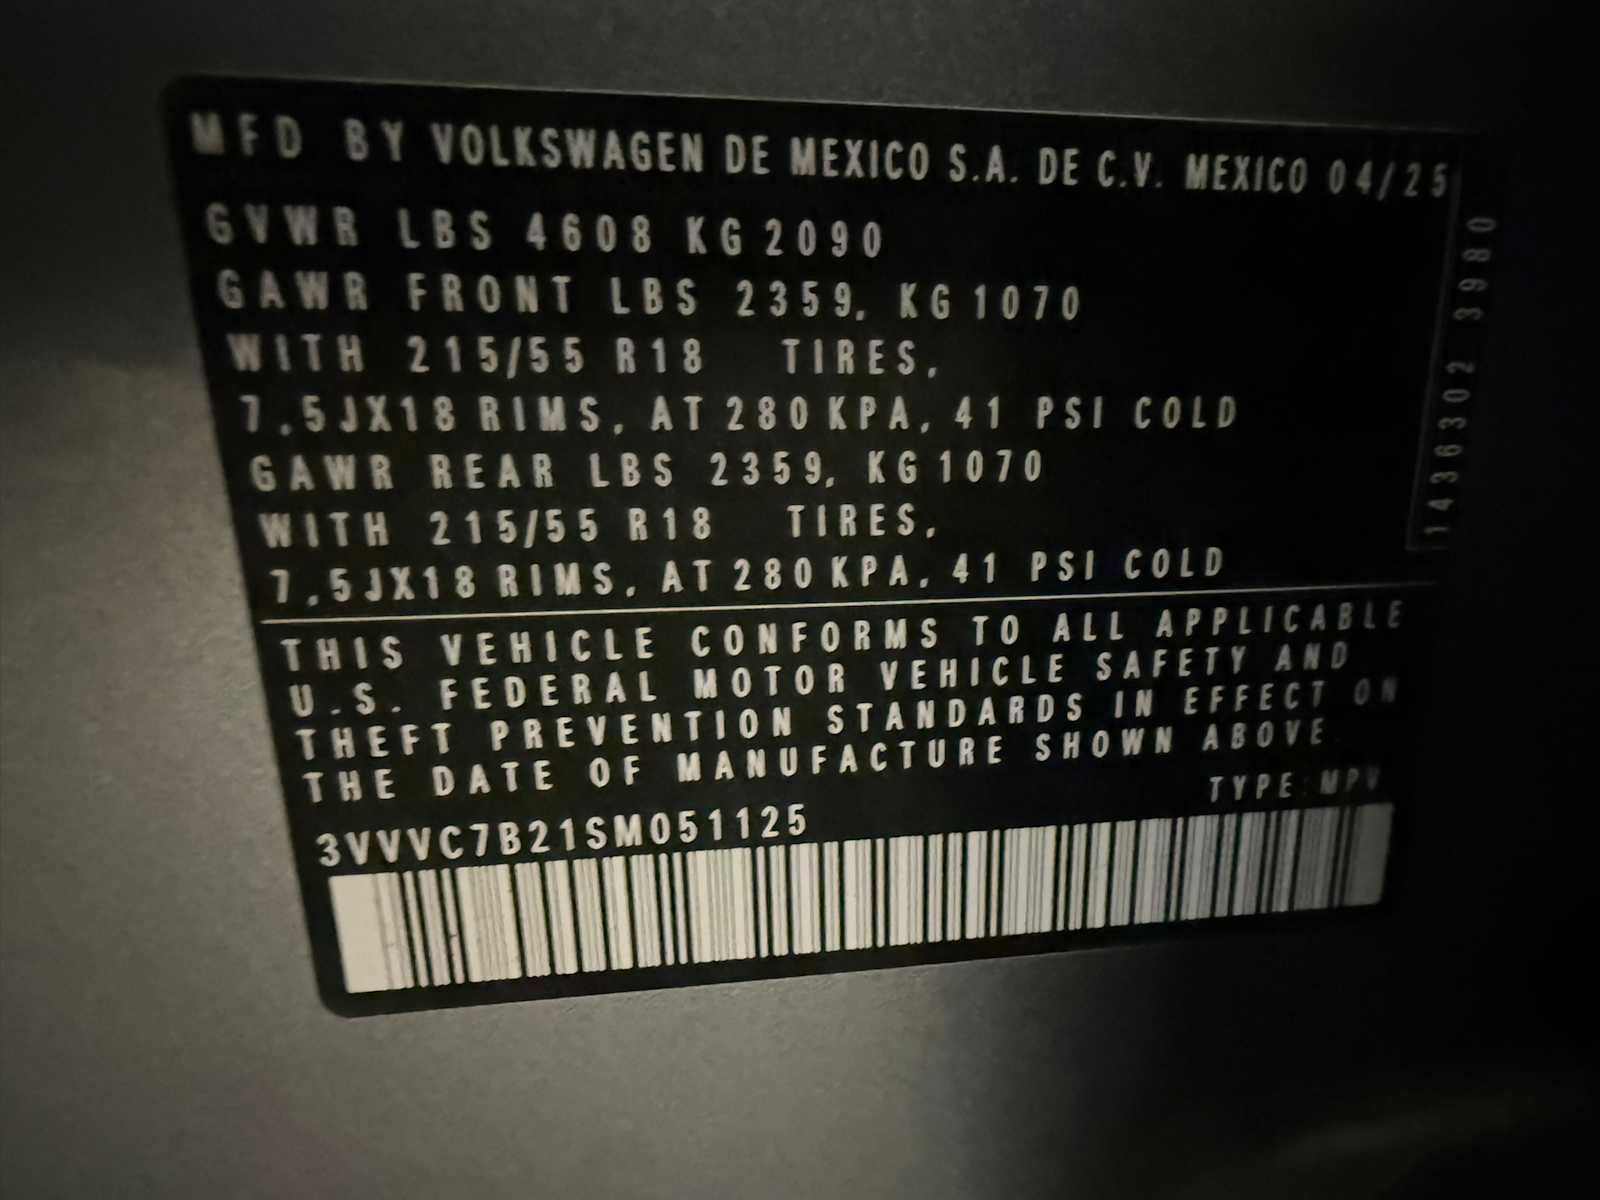 MFD BY VOLKSWAGEN DE MEXICO S.A. DE C.V. MEXICO 04/25
GVWR LBS 4608 KG 2090
GAWR FRONT LBS 2359, KG 1070
WITH 215/55 R18 TIRES,
7,5JX18 RIMS, AT 280 KPA, 41 PSI COLD
GAWR REAR LBS 2359, KG 1070
WITH 215/55 R18 TIRES,
7,5JX18 RIMS, AT 280 KPA, 41 PSI COLD
1436302 3980
THIS VEHICLE CONFORMS TO ALL APPLICABLE
U.S. FEDERAL MOTOR VEHICLE SAFETY AND
THEFT PREVENTION STANDARDS IN EFFECT ON
THE DATE OF MANUFACTURE SHOWN ABOVE.
TYPE: MPV
3VVVC7B21SM051125